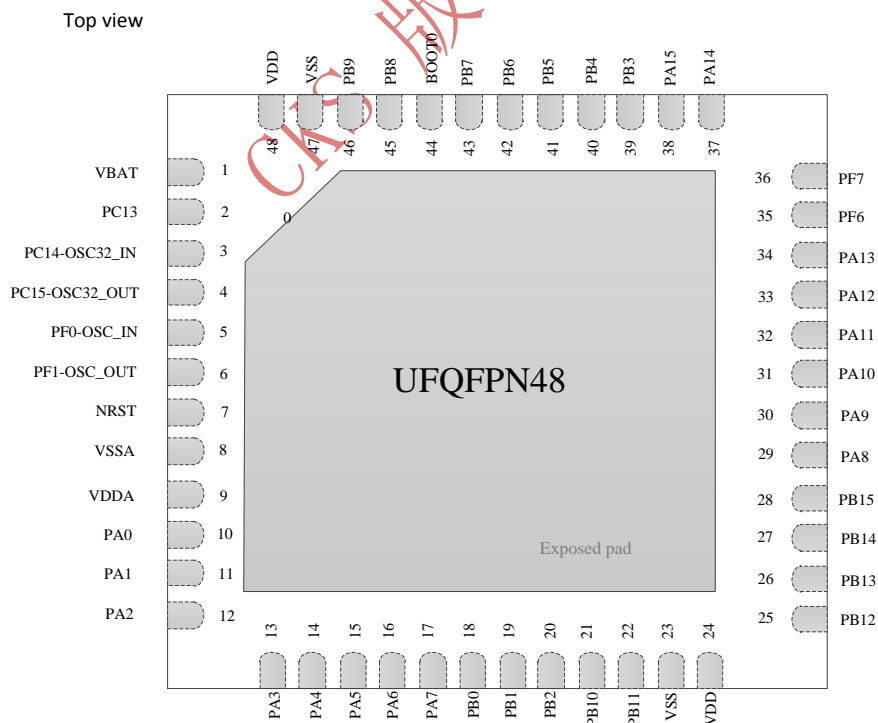 Top view
CKS 版
VDD VSS PB9 PB8 BOOT0 PB7 PB6 PB5 PB4 PB3 PA15 PA14
48 47 46 45 44 43 42 41 40 39 38 37
VBAT 1
PC13 2
PC14-OSC32_IN 3
PC15-OSC32_OUT 4
PF0-OSC_IN 5
PF1-OSC_OUT 6
NRST 7
VSSA 8
VDDA 9
PA0 10
PA1 11
PA2 12
0
UFQFPN48
Exposed pad
36 PF7
35 PF6
34 PA13
33 PA12
32 PA11
31 PA10
30 PA9
29 PA8
28 PB15
27 PB14
26 PB13
25 PB12
13 14 15 16 17 18 19 20 21 22 23 24
PA3 PA4 PA5 PA6 PA7 PB0 PB1 PB2 PB10 PB11 VSS VDD